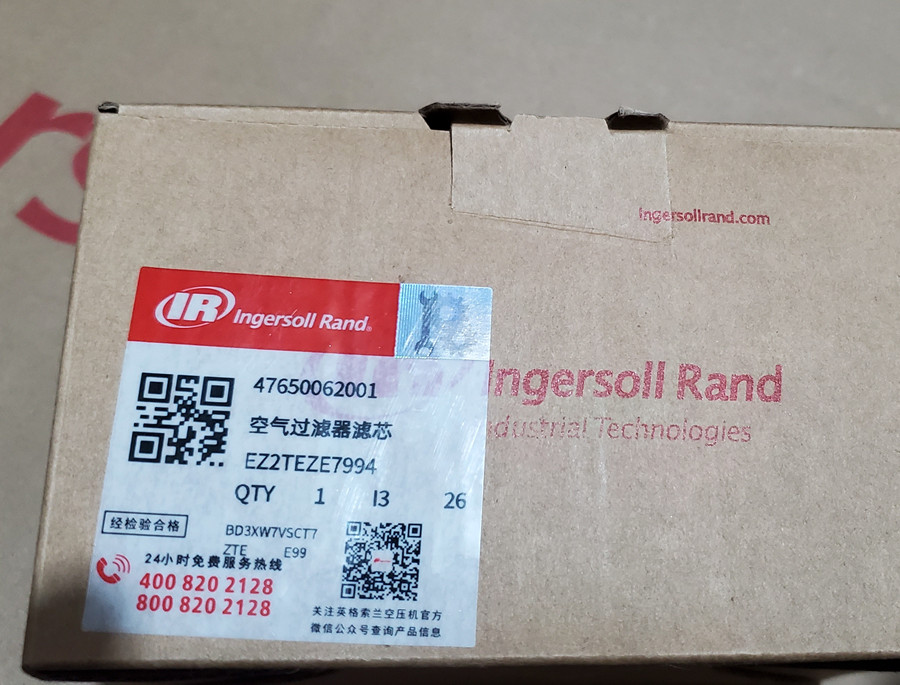 rs
ingersollrand.com
IR Ingersoll Rand®
47650062001
空气过滤器滤芯
EZ2TEZE7994
QTY 1 I3 26
经检验合格
BD3XW7VSCT7
ZTE E99
24小时免费服务热线
400 820 2128
800 820 2128
关注英格索兰空压机官方
微信公众号查询产品信息
Ingersoll Rand
Industrial Technologies